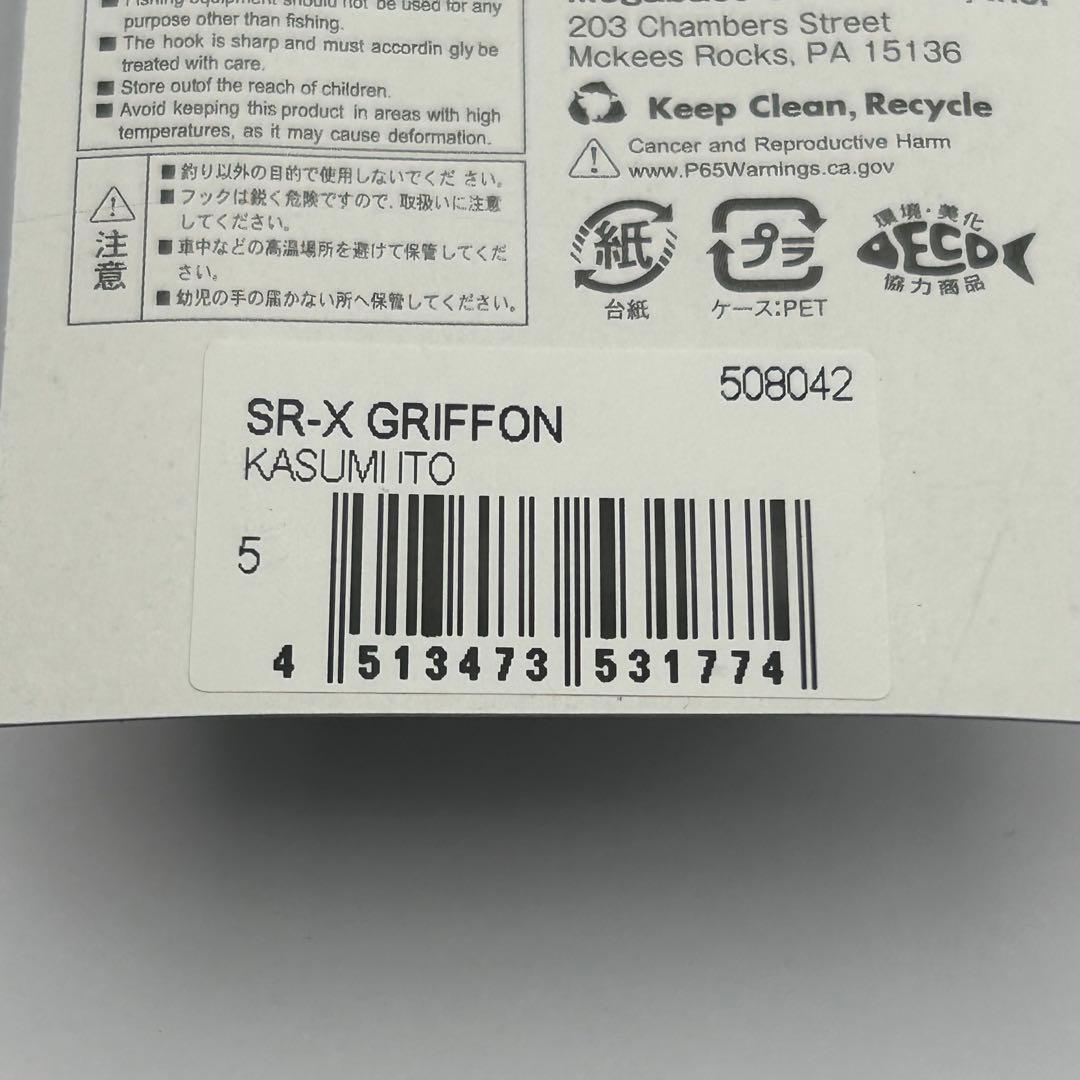 Fishing equipment should not be used for any
purpose other than fishing.
■ The hook is sharp and must accordin gly be
treated with care.
■ Store outof the reach of children.
■ Avoid keeping this product in areas with high
temperatures, as it may cause deformation.
注意
■ 釣り以外の目的で使用しないでくだ さい。
■ フックは鋭く危険ですので、取扱いに注意
してください。
■ 車中などの高温場所を避けて保管してくだ
さい。
■ 幼児の手の届かない所へ保管してください。
203 Chambers Street
Mckees Rocks, PA 15136
Keep Clean, Recycle
Cancer and Reproductive Harm
www.P65Warnings.ca.gov
紙
台紙
プラ
ケース:PET
環境・美化
ECO
協力商品
508042
SR-X GRIFFON
KASUMI ITO
5
4 513473 531774